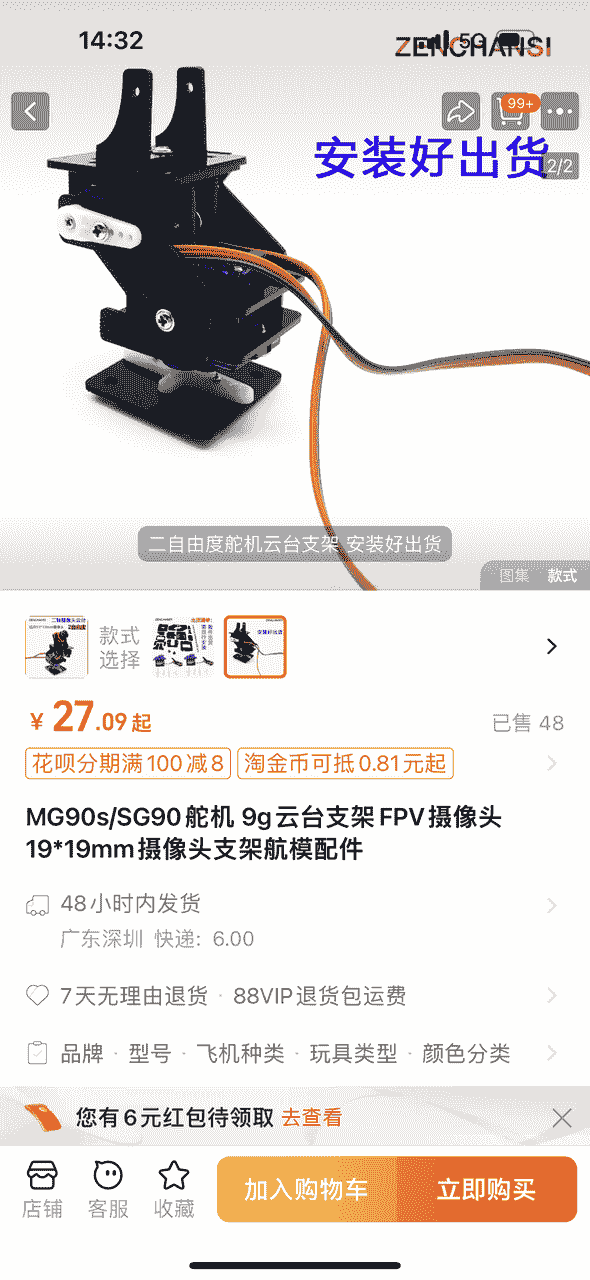 14:32
5G
ZENCHANSI
99+
安装好出货
2/2
二自由度舵机云台支架 安装好出货
图集 款式
款式
选择
¥ 27.09 起
已售 48
花呗分期满 100 减 8
淘金币可抵 0.81 元起
MG90s/SG90 舵机 9g 云台支架 FPV 摄像头
19*19mm 摄像头支架航模配件
48 小时内发货
广东深圳 快递: 6.00
7 天无理由退货 · 88VIP 退货包运费
品牌 · 型号 · 飞机种类 · 玩具类型 · 颜色分类
您有 6 元红包待领取 去查看
店铺
客服
收藏
加入购物车
立即购买